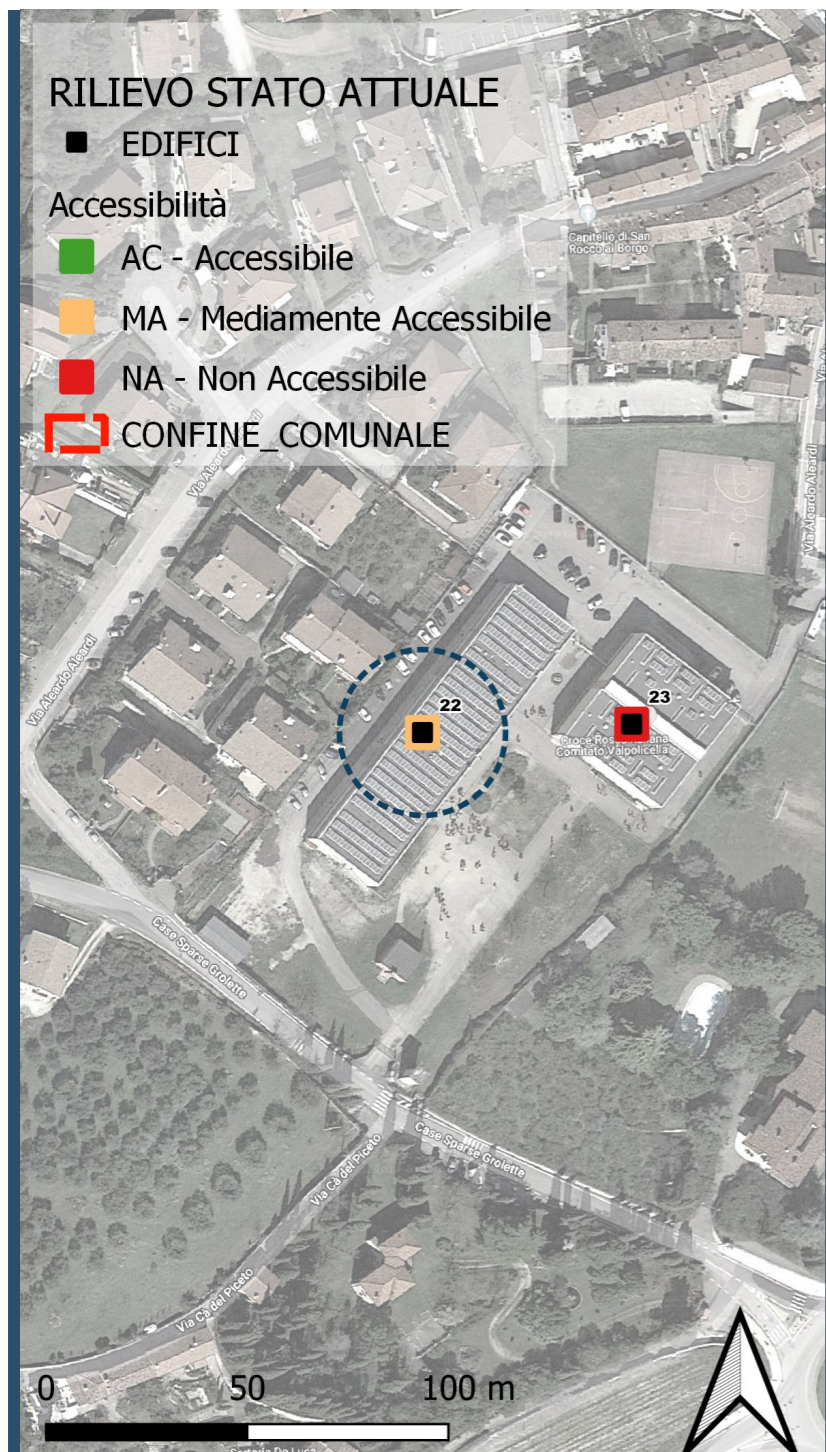 RILIEVO STATO ATTUALE
EDIFICI
Accessibilità
AC - Accessibile
MA - Mediamente Accessibile
NA - Non Accessibile
CONFINE_COMUNALE
Capitello di San
Rocco al Borgo
Via Aleardo Aleardi
Via Aleardo Aleardi
Via Aleardo Aleardi
22
23
Croce Rossa Italiana
Comitato Valpolicella
Case Sparse Grolette
Case Sparse Grolette
Via Cà del Piceto
Via Cà del Piceto
0 50 100 m